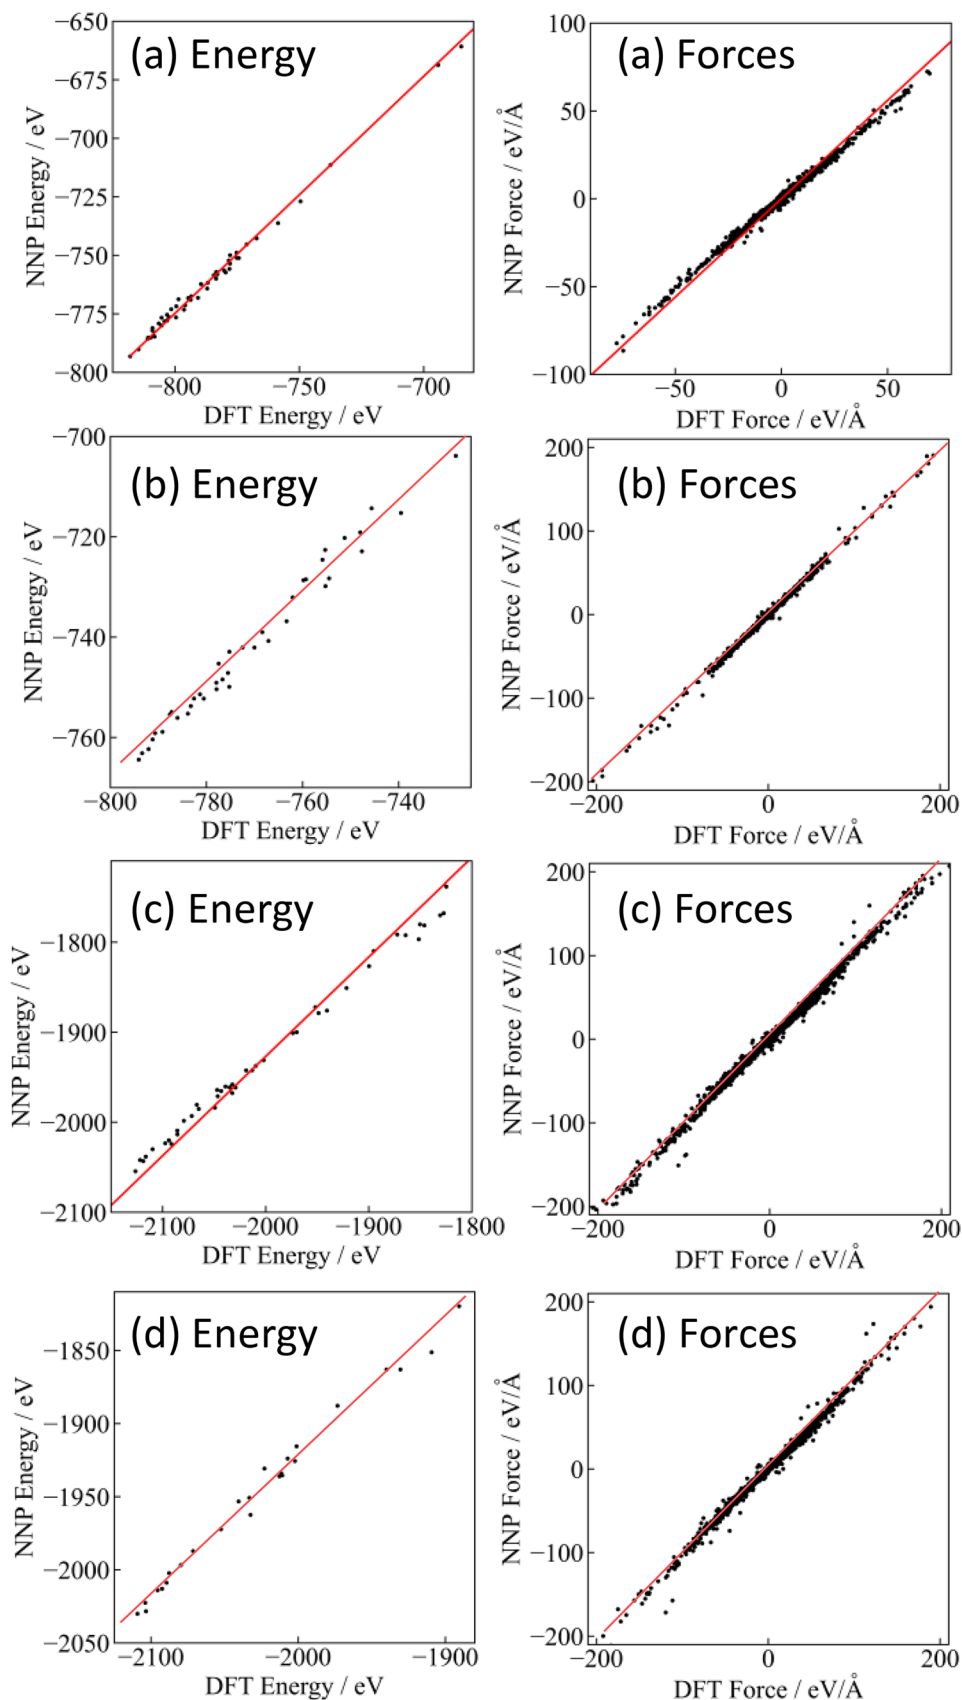 (a) Energy
NNP Energy / eV
−650
−675
−700
−725
−750
−775
−800
−800 −750 −700
DFT Energy / eV
(a) Forces
NNP Force / eV/Å
100
50
0
−50
−100
−50 0 50
DFT Force / eV/Å
(b) Energy
NNP Energy / eV
−700
−720
−740
−760
−800 −780 −760 −740
DFT Energy / eV
(b) Forces
NNP Force / eV/Å
200
100
0
−100
−200
−200 0 200
DFT Force / eV/Å
(c) Energy
NNP Energy / eV
−1800
−1900
−2000
−2100
−2100 −2000 −1900 −1800
DFT Energy / eV
(c) Forces
NNP Force / eV/Å
200
100
0
−100
−200
−200 0 200
DFT Force / eV/Å
(d) Energy
NNP Energy / eV
−1850
−1900
−1950
−2000
−2050
−2100 −2000 −1900
DFT Energy / eV
(d) Forces
NNP Force / eV/Å
200
100
0
−100
−200
−200 0 200
DFT Force / eV/Å